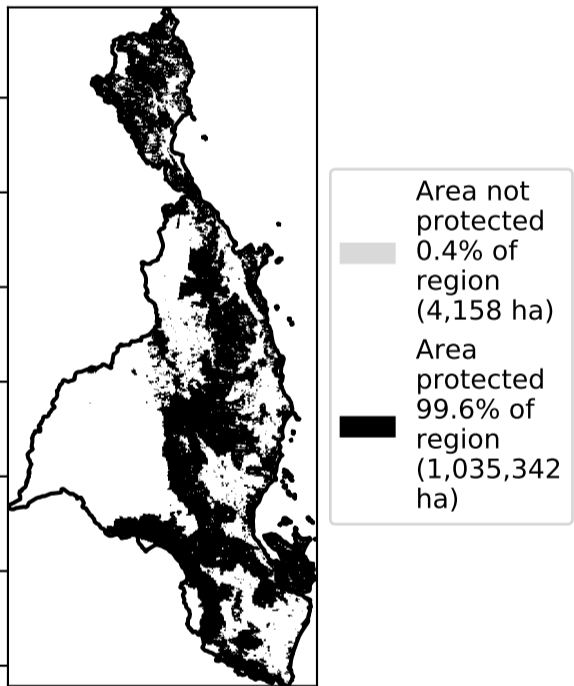 Area not
protected
0.4% of
region
(4,158 ha)
Area
protected
99.6% of
region
(1,035,342
ha)